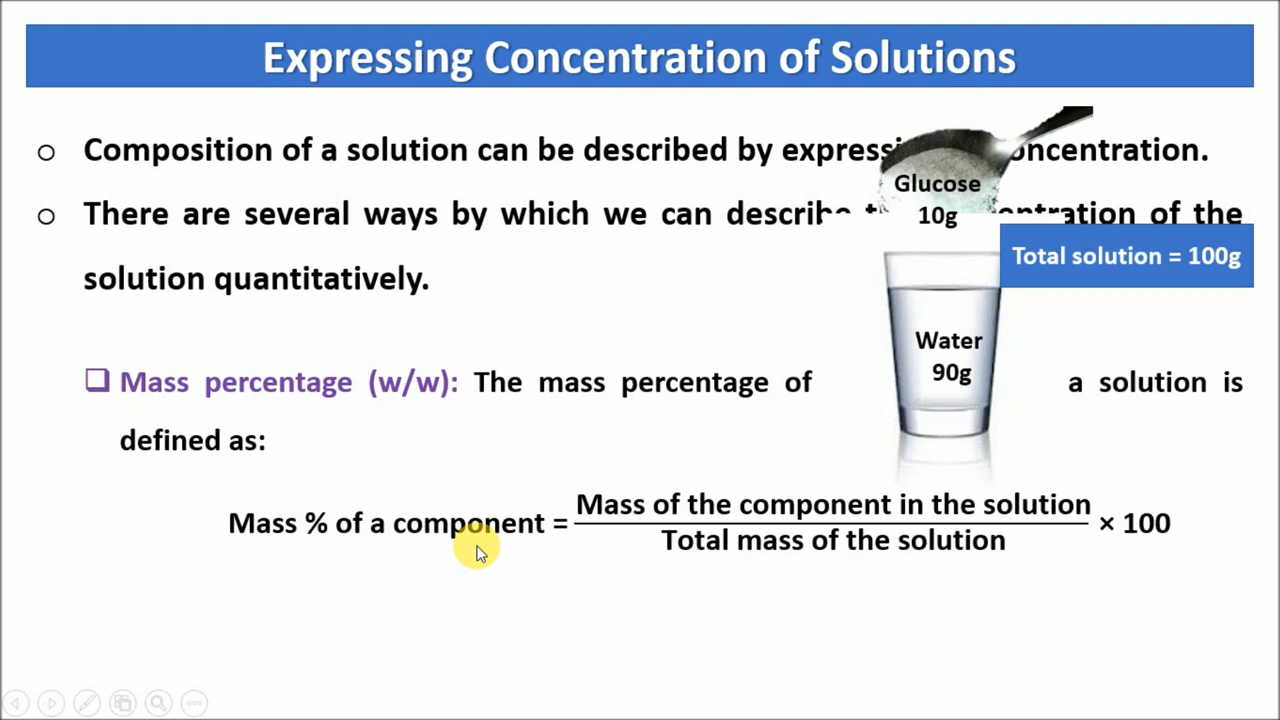 Expressing Concentration of Solutions
○ Composition of a solution can be described by oncentration.
Glucose
○ There are several ways by which we can of the
10g
Total solution = 100g
solution quantitatively.
Water
90g
❑ Mass percentage (w/w): The mass percentage of a solution is
defined as:
Mass % of a component = Mass of the component in the solution
Total mass of the solution × 100